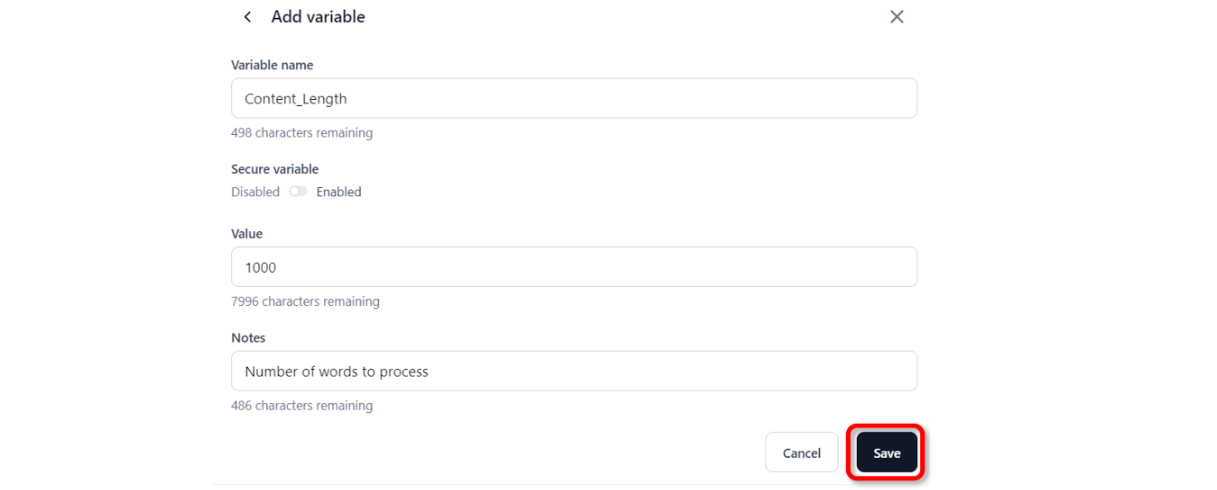 Add variable
Variable name
Content_Length
498 characters remaining
Secure variable
Disabled Enabled
Value
1000
7996 characters remaining
Notes
Number of words to process
486 characters remaining
Cancel Save